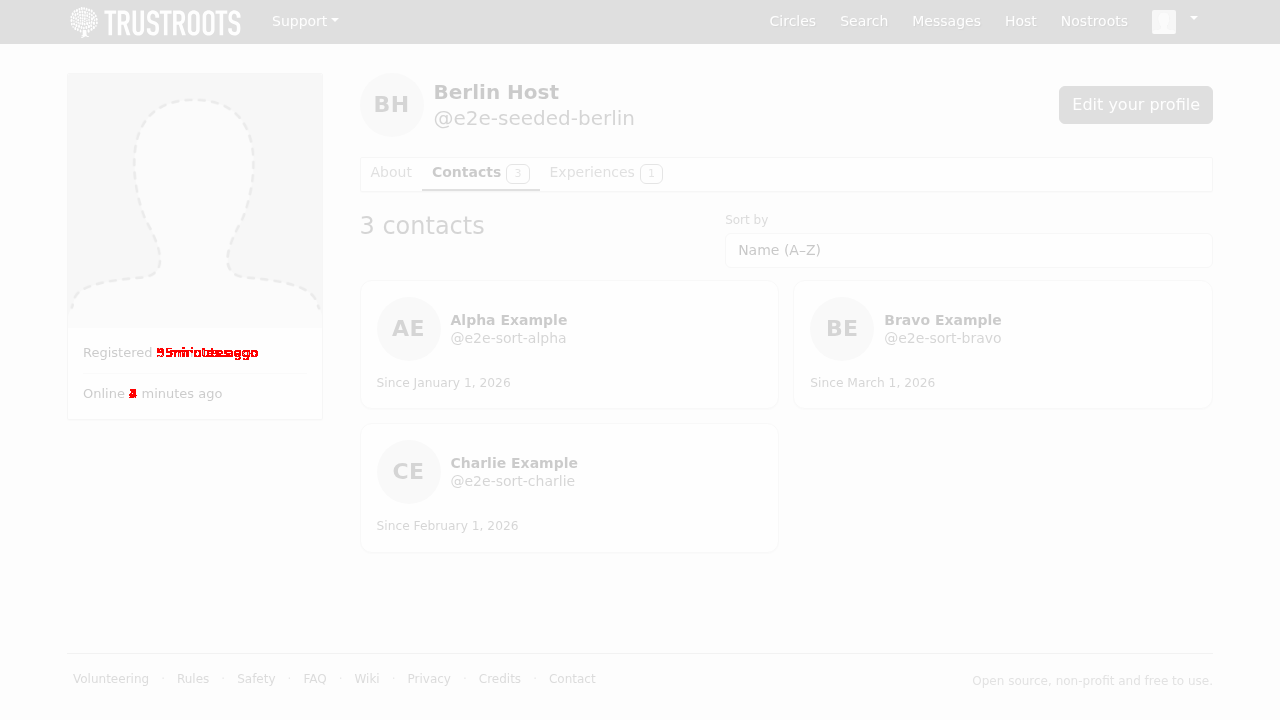 TRUSTROOTS Support Circles Search Messages Host Nostroots
BH Berlin Host
@e2e-seeded-berlin
Edit your profile
About Contacts 3 Experiences 1
3 contacts
Sort by
Name (A–Z)
AE Alpha Example
@e2e-sort-alpha
Since January 1, 2026
BE Bravo Example
@e2e-sort-bravo
Since March 1, 2026
CE Charlie Example
@e2e-sort-charlie
Since February 1, 2026
Registered
Online minutes ago
Volunteering · Rules · Safety · FAQ · Wiki · Privacy · Credits · Contact
Open source, non-profit and free to use.